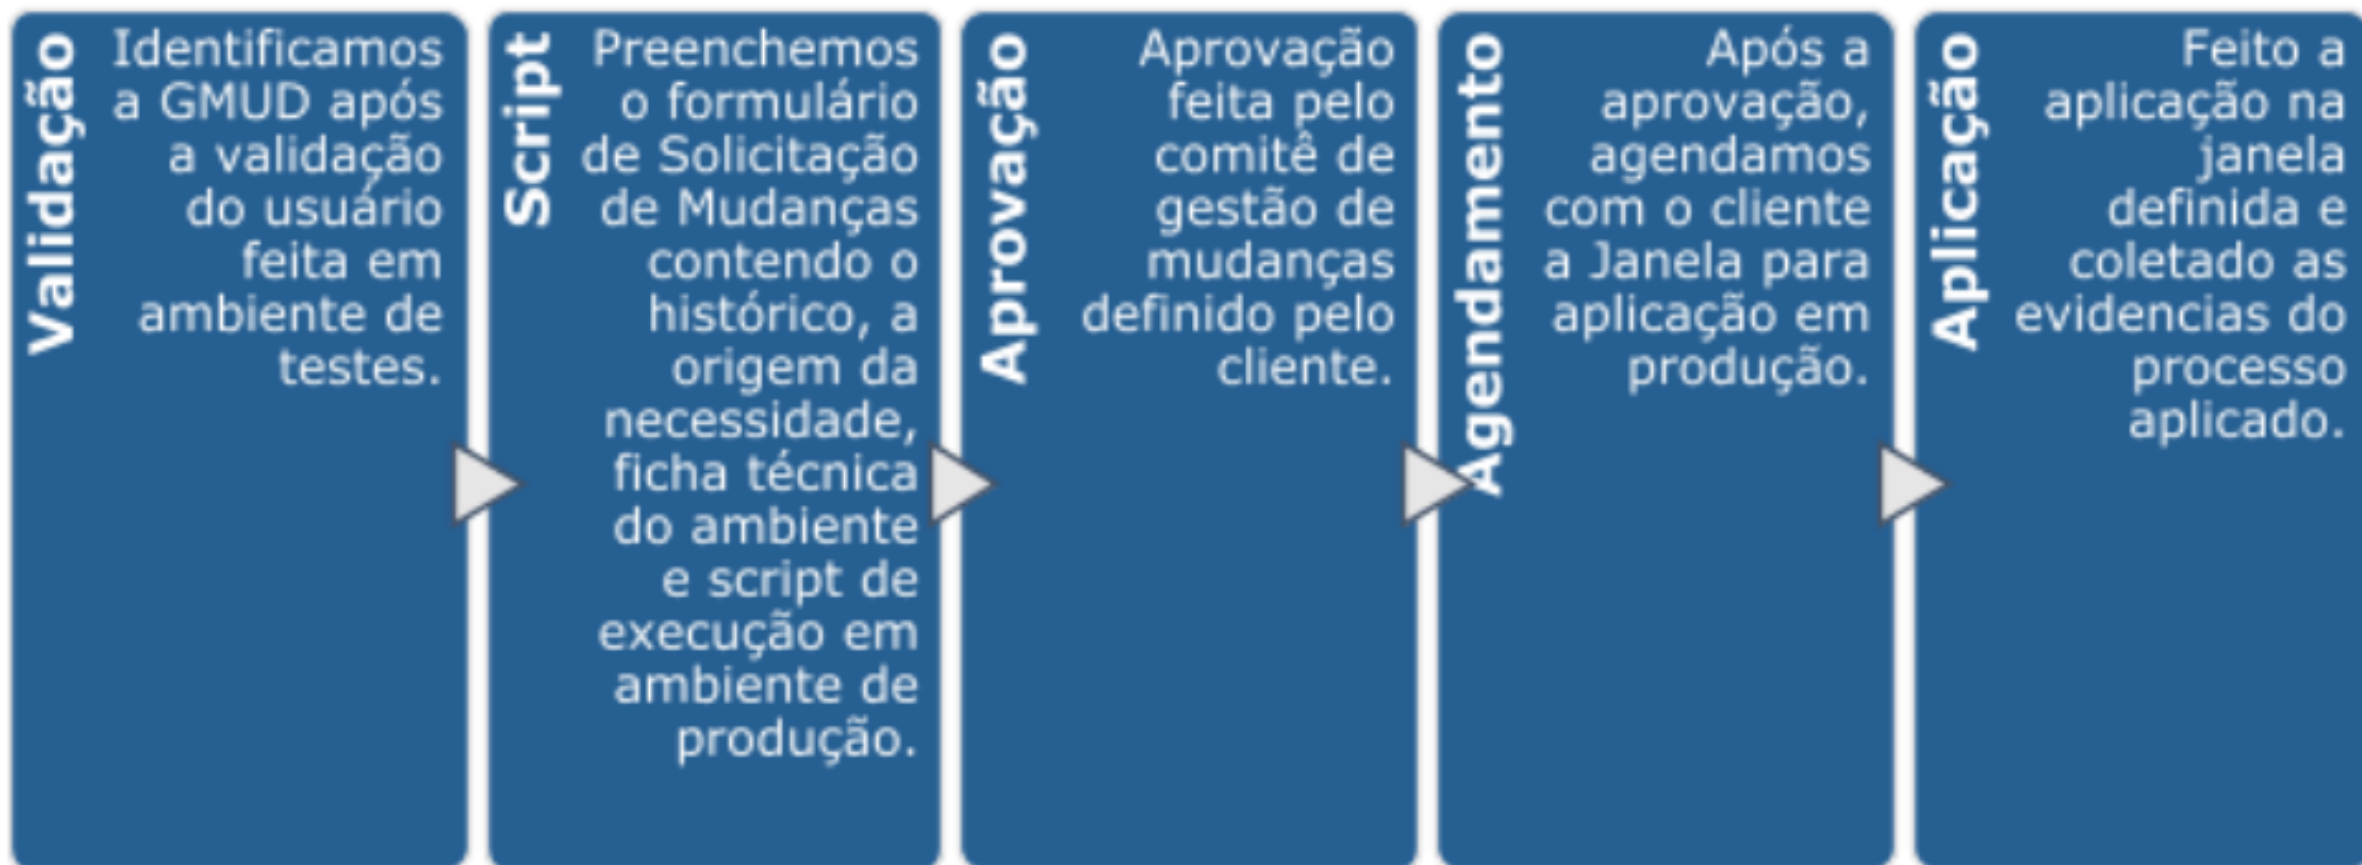 Validação
Identificamos
a GMUD após
a validação
do usuário
feita em
ambiente de
testes.
Script
Preenchemos
o formulário
de Solicitação
de Mudanças
contendo o
histórico, a
origem da
necessidade,
ficha técnica
do ambiente
e script de
execução em
ambiente de
produção.
Aprovação
Aprovação
feita pelo
comitê de
gestão de
mudanças
definido pelo
cliente.
Agendamento
Após a
aprovação,
agendamos
com o cliente
a Janela para
aplicação em
produção.
Aplicação
Feito a
aplicação na
janela
definida e
coletado as
evidencias do
processo
aplicado.